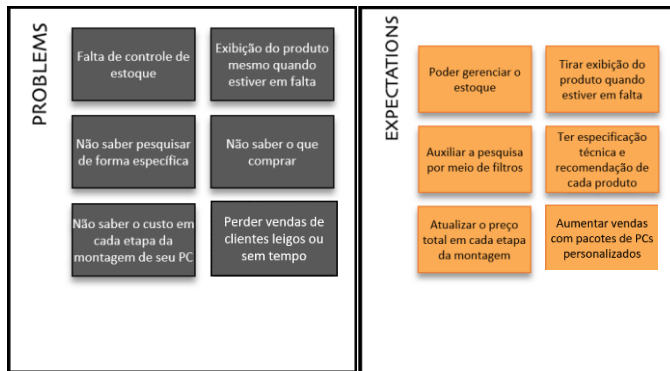 PROBLEMS
Falta de controle de
estoque
Exibição do produto
mesmo quando
estiver em falta
Não saber pesquisar
de forma específica
Não saber o que
comprar
Não saber o custo em
cada etapa da
montagem de seu PC
Perder vendas de
clientes leigos ou
sem tempo
EXPECTATIONS
Poder gerenciar o
estoque
Tirar exibição do
produto quando
estiver em falta
Auxiliar a pesquisa
por meio de filtros
Ter especificação
técnica e
recomendação de
cada produto
Atualizar o preço
total em cada etapa
da montagem
Aumentar vendas
com pacotes de PCs
personalizados